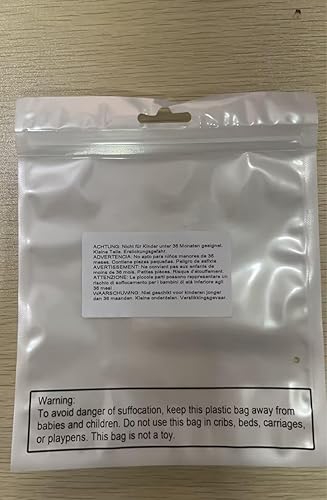 ACHTUNG: Nicht für Kinder unter 36 Monaten geeignet.
Kleine Teile. Erstickungsgefahr.
ADVERTENCIA: No apto para niños menores de 36
meses. Contiene piezas pequeñas. Peligro de asfixia
AVERTISSEMENT: Ne convient pas aux enfants de
moins de 36 mois. Petites pièces. Risque d'étouffement.
ATTENZIONE: Le piccole parti possono rappresentare un
rischio di soffocamento per i bambini di età inferiore agli
36 mesi
WAARSCHUWING: Niet geschikt voor kinderen jonger
dan 36 maanden. Kleine onderdelen. Verstikkingsgevaar.
Warning:
To avoid danger of suffocation, keep this plastic bag away from
babies and children. Do not use this bag in cribs, beds, carriages,
or playpens. This bag is not a toy.